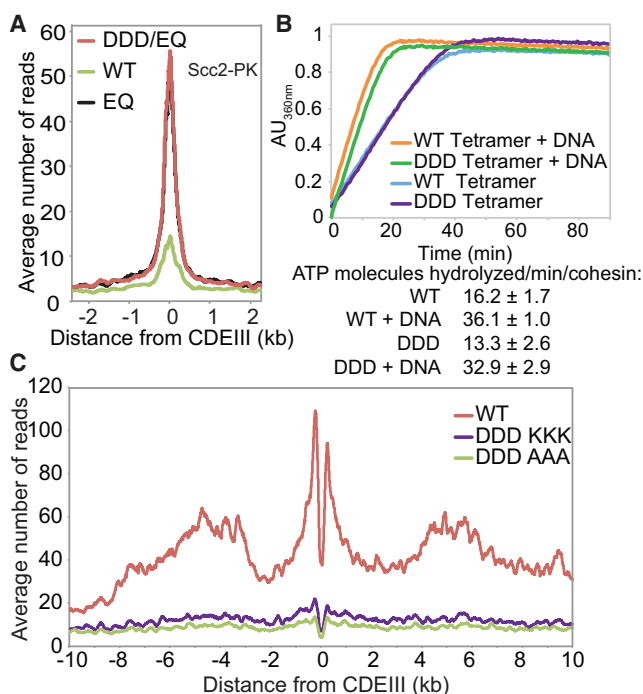 A
Average number of reads
60
50
40
30
20
10
0
DDD/EQ
WT
EQ
Scc2-PK
-2 -1 0 1 2
Distance from CDEIII (kb)
B
AU360nm
1
0.8
0.6
0.4
0.2
0
WT Tetramer + DNA
DDD Tetramer + DNA
WT Tetramer
DDD Tetramer
0 20 40 60 80
Time (min)
ATP molecules hydrolyzed/min/cohesin:
WT 16.2 ± 1.7
WT + DNA 36.1 ± 1.0
DDD 13.3 ± 2.6
DDD + DNA 32.9 ± 2.9
C
Average number of reads
120
100
80
60
40
20
0
WT
DDD KKK
DDD AAA
-10 -8 -6 -4 -2 0 2 4 6 8 10
Distance from CDEIII (kb)